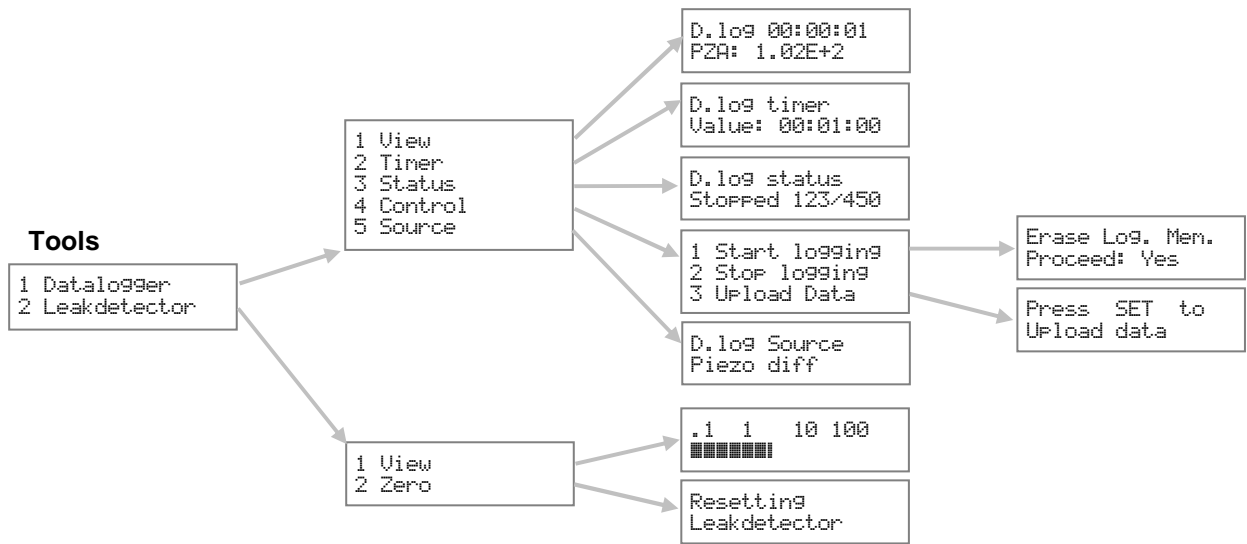 Tools
1 Datalogger
2 Leakdetector
1 View
2 Timer
3 Status
4 Control
5 Source
1 View
2 Zero
D.log 00:00:01
PZA: 1.02E+2
D.log timer
Value: 00:01:00
D.log status
Stopped 123/450
1 Start logging
2 Stop logging
3 Upload Data
D.log Source
Piezo diff
.1 1 10 100
Resetting
Leakdetector
Erase Log. Mem.
Proceed: Yes
Press SET to
Upload data